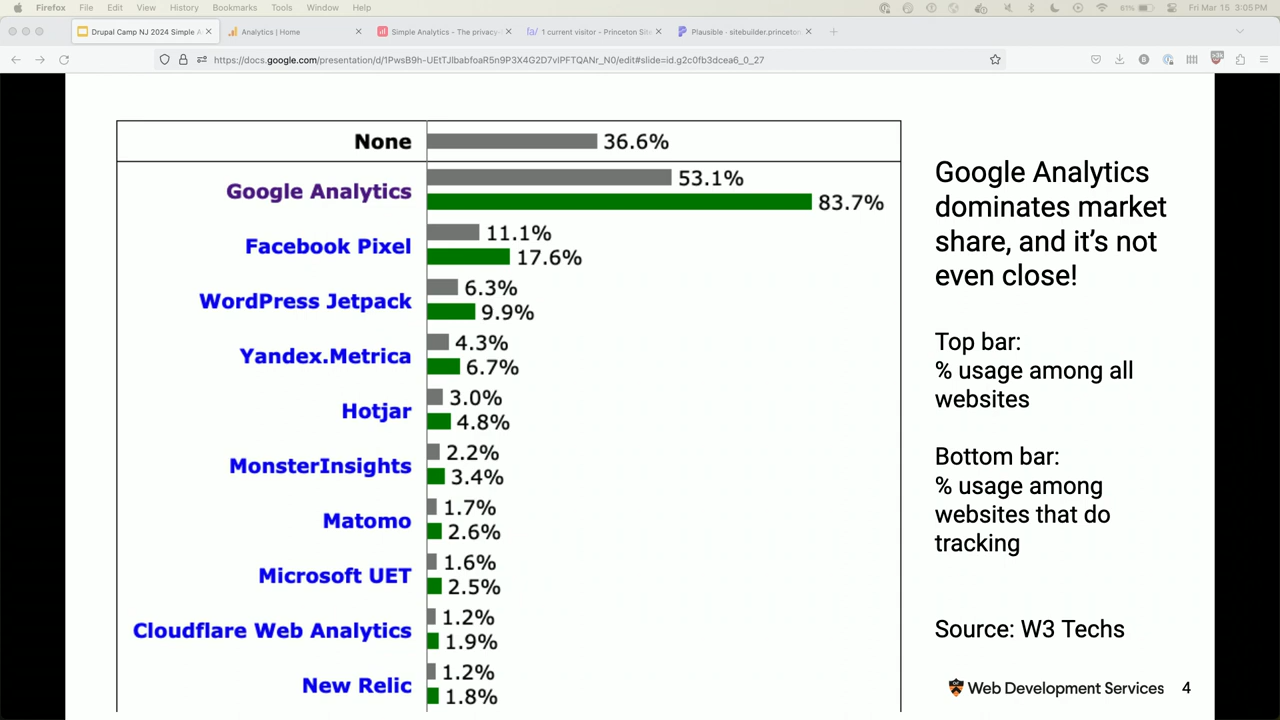 Firefox File Edit View History Bookmarks Tools Window Help 61% Fri Mar 15 3:05 PM
Drupal Camp NJ 2024 Simple A Analytics | Home Simple Analytics - The privacy- 1 current visitor - Princeton Sit Plausible · sitebuilder.princeton
https://docs.google.com/presentation/d/1PwsB9h-UEtTJlbabfoaR5n9P3X4G2D7vlPFTQANr_N0/edit#slide=id.g2c0fb3dcea6_0_27
None 36.6%
Google Analytics 53.1%
83.7%
Facebook Pixel 11.1%
17.6%
WordPress Jetpack 6.3%
9.9%
Yandex.Metrica 4.3%
6.7%
Hotjar 3.0%
4.8%
MonsterInsights 2.2%
3.4%
Matomo 1.7%
2.6%
Microsoft UET 1.6%
2.5%
Cloudflare Web Analytics 1.2%
1.9%
New Relic 1.2%
1.8%
Google Analytics
dominates market
share, and it's not
even close!
Top bar:
% usage among all
websites
Bottom bar:
% usage among
websites that do
tracking
Source: W3 Techs
Web Development Services 4